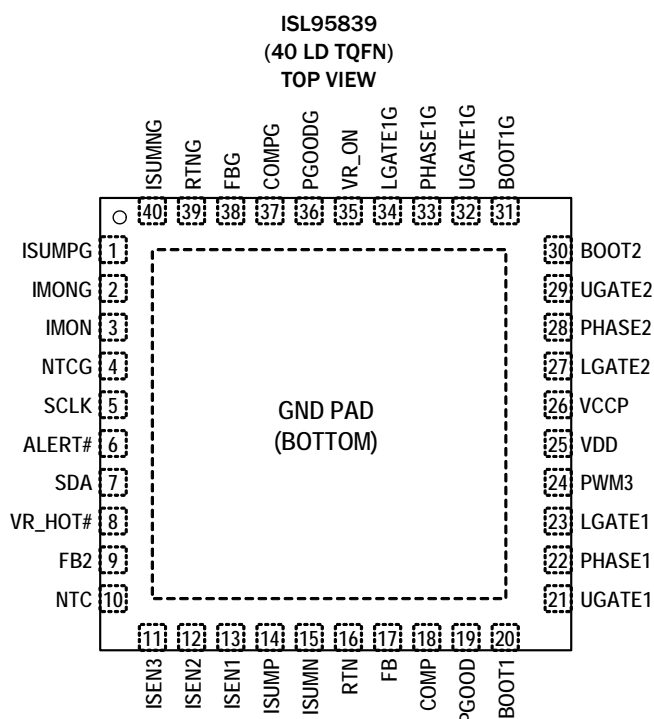 ISL95839
(40 LD TQFN)
TOP VIEW
ISUMNG
RTNG
FBG
COMPG
PGOODG
VR_ON
LGATE1G
PHASE1G
UGATE1G
BOOT1G
40 39 38 37 36 35 34 33 32 31
ISUMPG 1
IMONG 2
IMON 3
NTCG 4
SCLK 5
ALERT# 6
SDA 7
VR_HOT# 8
FB2 9
NTC 10
GND PAD
(BOTTOM)
30 BOOT2
29 UGATE2
28 PHASE2
27 LGATE2
26 VCCP
25 VDD
24 PWM3
23 LGATE1
22 PHASE1
21 UGATE1
11 12 13 14 15 16 17 18 19 20
ISEN3
ISEN2
ISEN1
ISUMP
ISUMN
RTN
FB
COMP
PGOOD
BOOT1